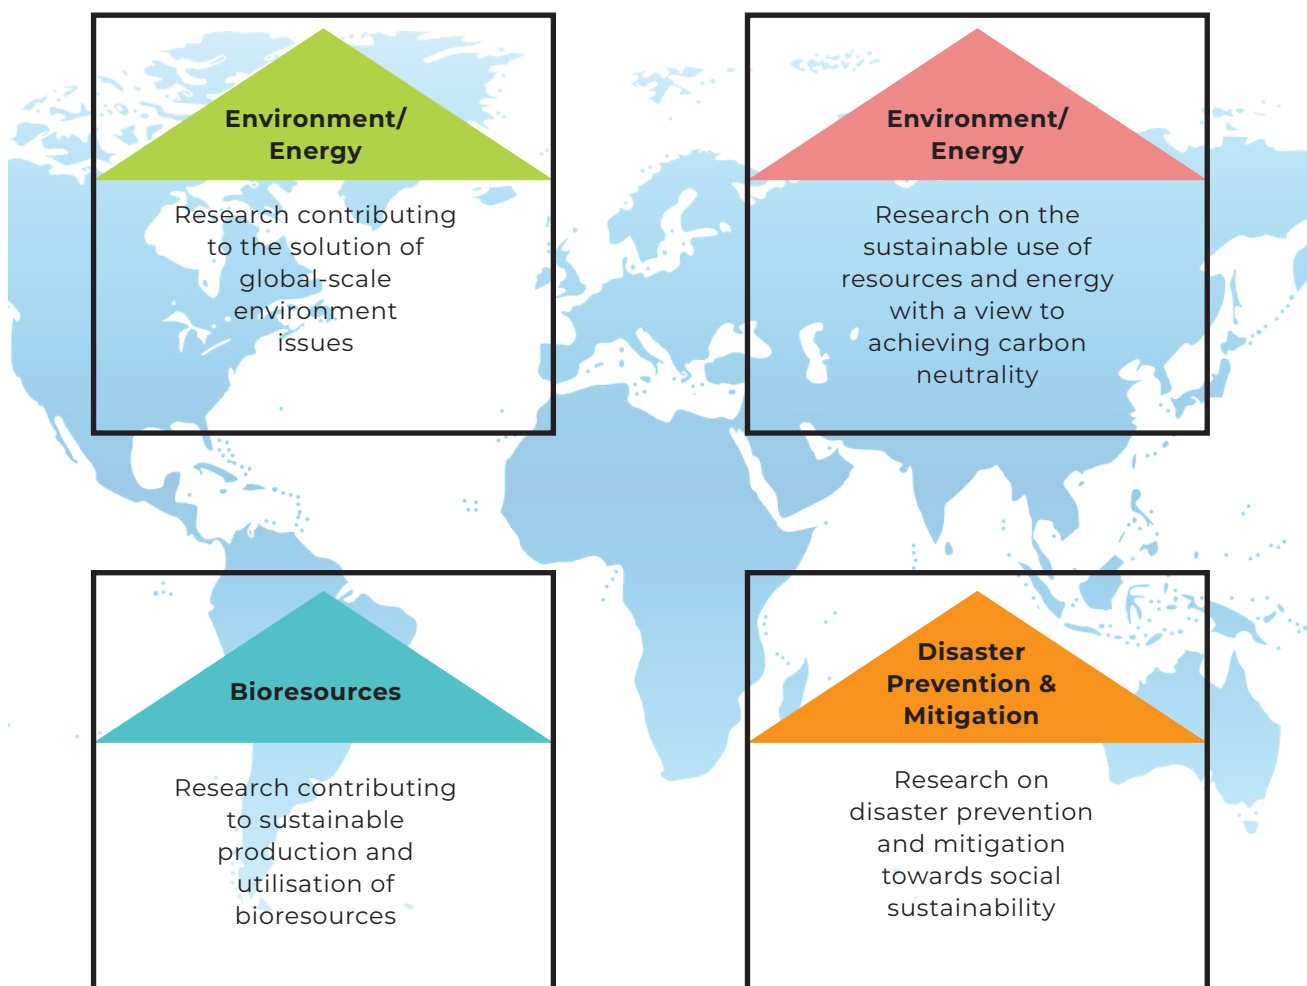 Environment/
Energy
Research contributing
to the solution of
global-scale
environment
issues
Environment/
Energy
Research on the
sustainable use of
resources and energy
with a view to
achieving carbon
neutrality
Bioresources
Research contributing
to sustainable
production and
utilisation of
bioresources
Disaster
Prevention &
Mitigation
Research on
disaster prevention
and mitigation
towards social
sustainability